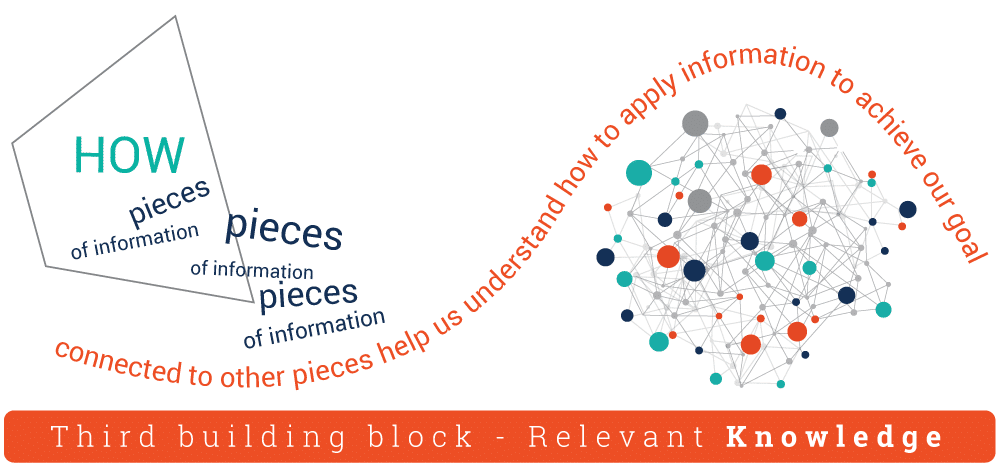 HOW
pieces
of information
pieces
of information
pieces
of information
connected to other pieces help us understand how to apply information to achieve our goal
Third building block - Relevant Knowledge